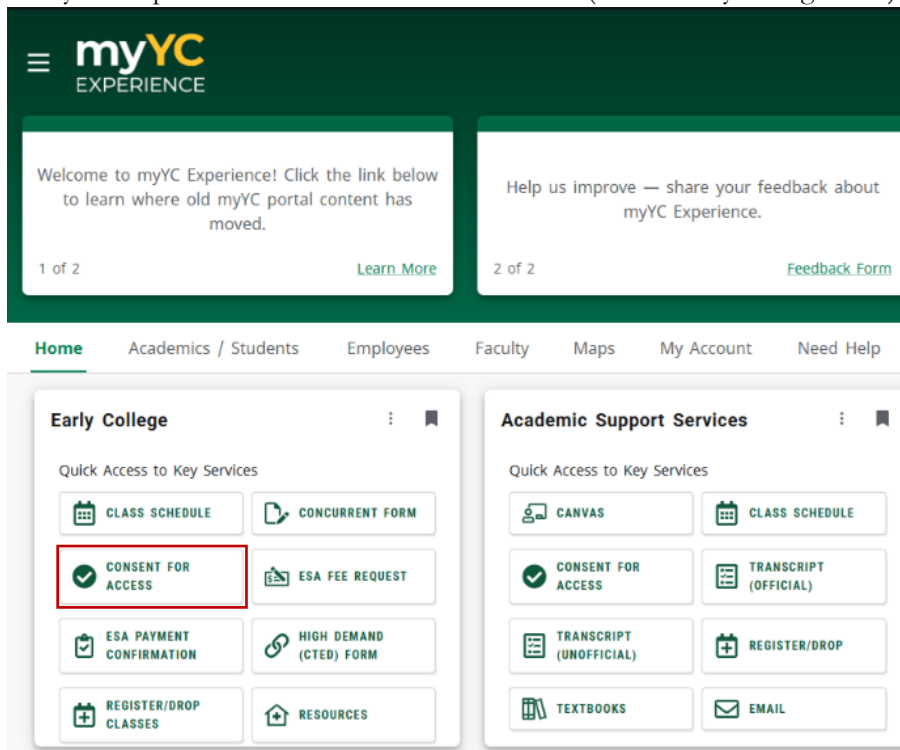 myYC
EXPERIENCE
Welcome to myYC Experience! Click the link below
to learn where old myYC portal content has
moved.
1 of 2
Learn More
Help us improve — share your feedback about
myYC Experience.
2 of 2
Feedback Form
Home Academics / Students Employees Faculty Maps My Account Need Help
Early College
Quick Access to Key Services
CLASS SCHEDULE
CONCURRENT FORM
CONSENT FOR
ACCESS
ESA FEE REQUEST
ESA PAYMENT
CONFIRMATION
HIGH DEMAND
(CTED) FORM
REGISTER/DROP
CLASSES
RESOURCES
Academic Support Services
Quick Access to Key Services
CANVAS
CLASS SCHEDULE
CONSENT FOR
ACCESS
TRANSCRIPT
(OFFICIAL)
TRANSCRIPT
(UNOFFICIAL)
REGISTER/DROP
TEXTBOOKS
EMAIL